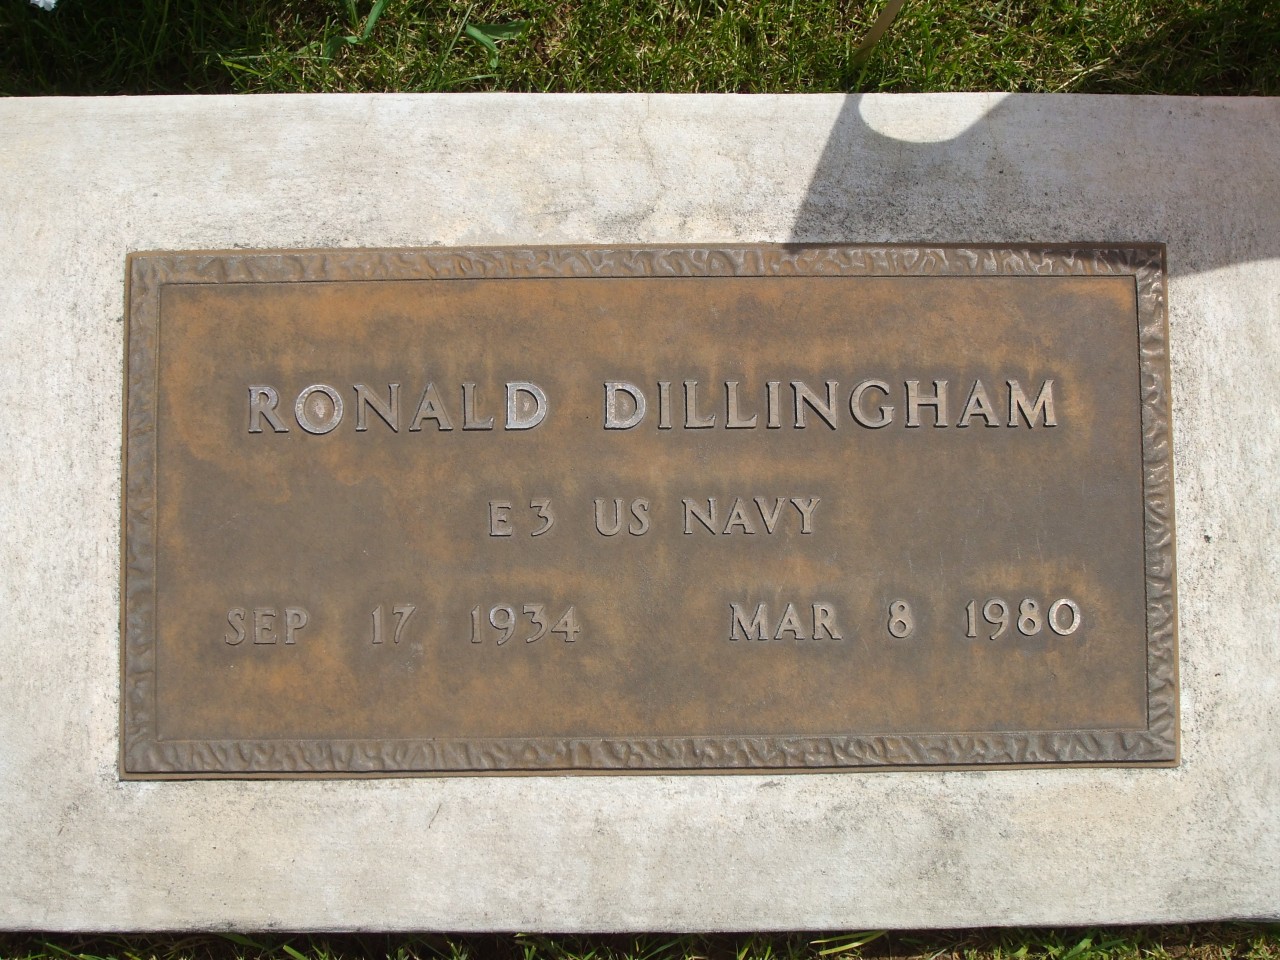 RONALD DILLINGHAM
E3 US NAVY
SEP 17 1934 MAR 8 1980